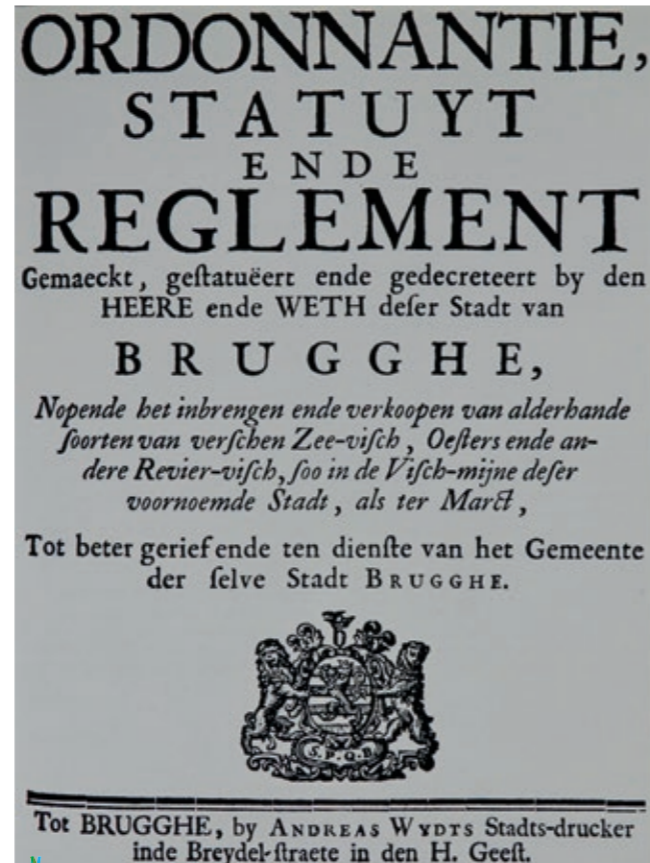 ORDONNANTIE,
STATUYT
ENDE
REGLEMENT
Gemaeckt, geſtatuëert ende gedecreteert by den
HEERE ende WETH deſer Stadt van
BRUGGHE,
Nopende het inbrengen ende verkoopen van alderhande
ſoorten van verſchen Zee-viſch, Oeſters ende an-
dere Revier-viſch, ſoo in de Viſch-mijne deſer
voornoemde Stadt, als ter Marct,
Tot beter gerief ende ten dienſte van het Gemeente
der ſelve Stadt BRUGGHE.
S.P.Q.B
Tot BRUGGHE, by ANDREAS WYDTS Stadts-drucker
inde Breydel-ſtraete in den H. Geeſt.